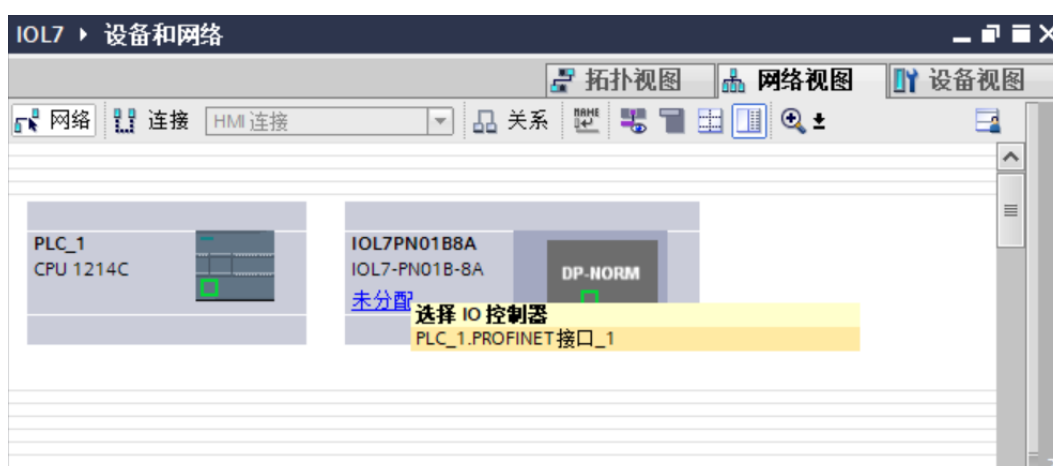 IOL7 ▸ 设备和网络
拓扑视图 网络视图 设备视图
网络 连接 HMI 连接 关系 NAME
PLC_1
CPU 1214C
IOL7PN01B8A
IOL7-PN01B-8A
DP-NORM
未分配
选择 IO 控制器
PLC_1.PROFINET接口_1